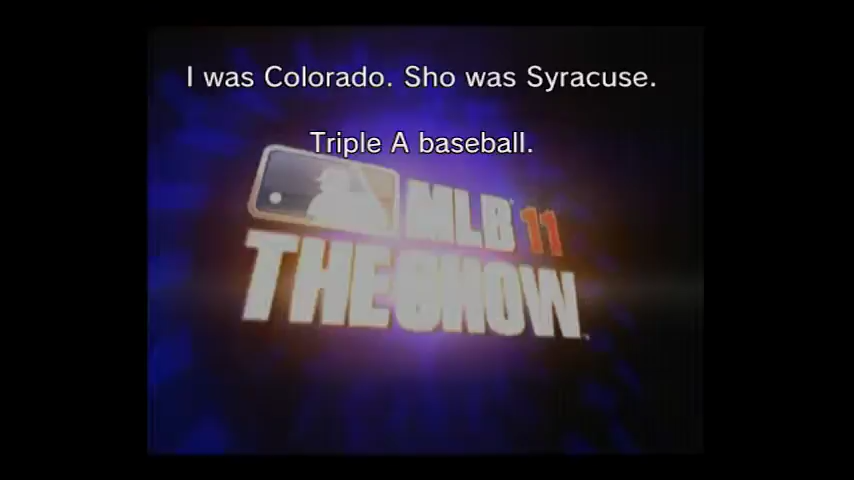 I was Colorado. Sho was Syracuse.
Triple A baseball.
MLB 11
THE SHOW